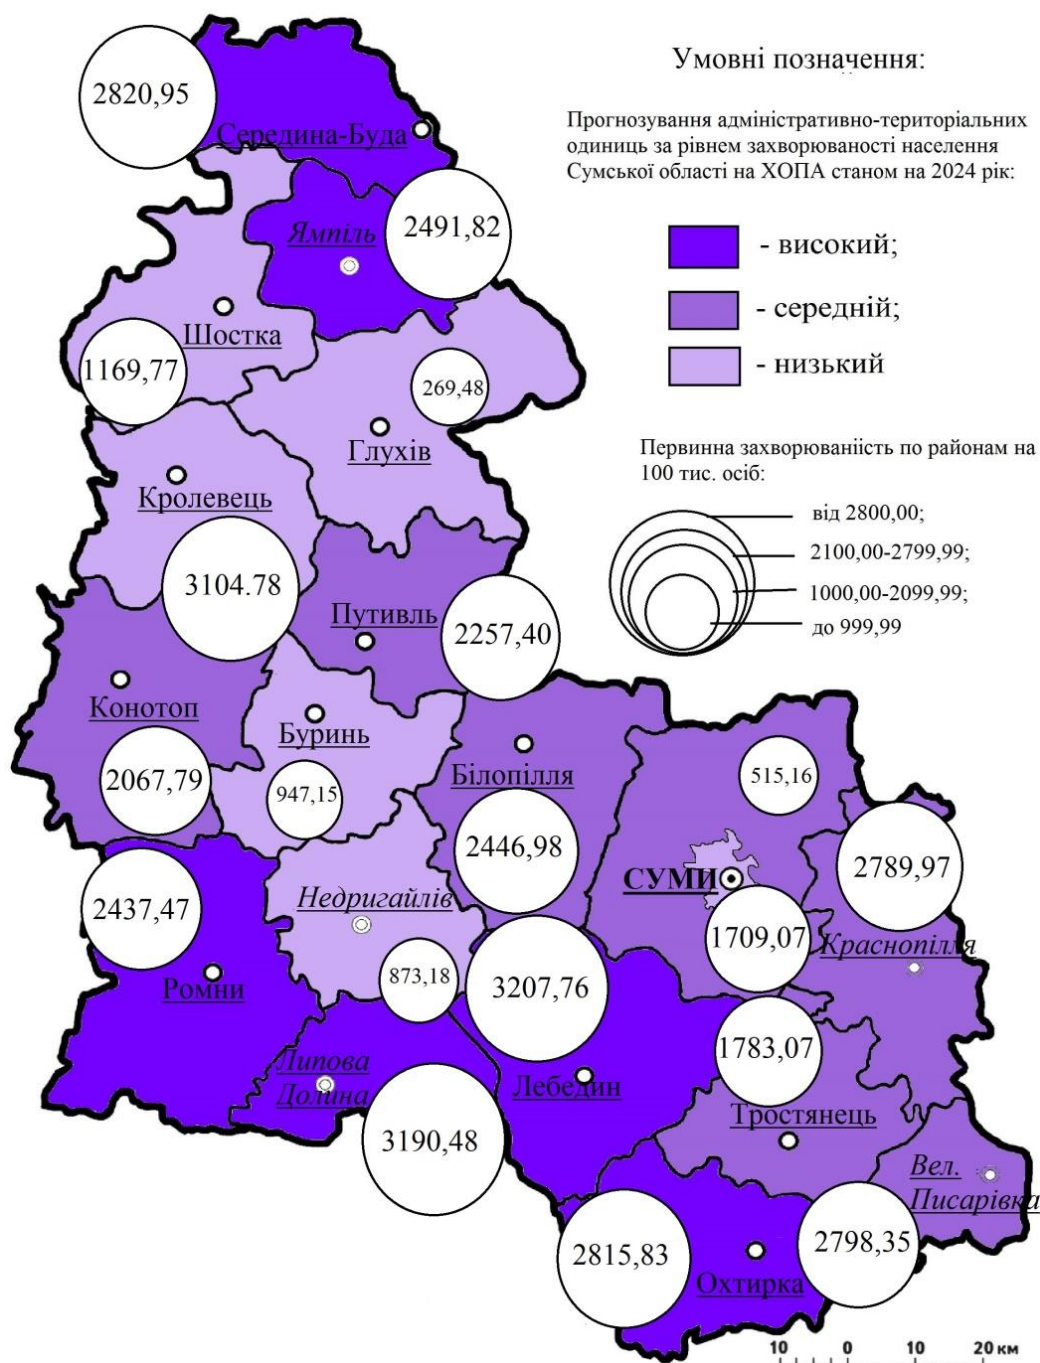 Умовні позначення:
Прогнозування адміністративно-територіальних
одиниць за рівнем захворюваності населення
Сумської області на ХОПА станом на 2024 рік:
- високий;
- середній;
- низький
Первинна захворюваність по районам на
100 тис. осіб:
від 2800,00;
2100,00-2799,99;
1000,00-2099,99;
до 999,99
2820,95
Середина-Буда
2491,82
Ямпіль
Шостка
1169,77
269,48
Глухів
Кролевець
3104.78
Путивль
2257,40
Конотоп
2067,79
Буринь
947,15
Білопілля
2446,98
515,16
СУМИ
1709,07
2789,97
Краснопілля
2437,47
Ромни
Недригайлів
873,18
3207,76
Лебедин
1783,07
Тростянець
Липова
Долина
3190,48
Вел.
Писарівка
2798,35
2815,83
Охтирка
10 0 10 20 км